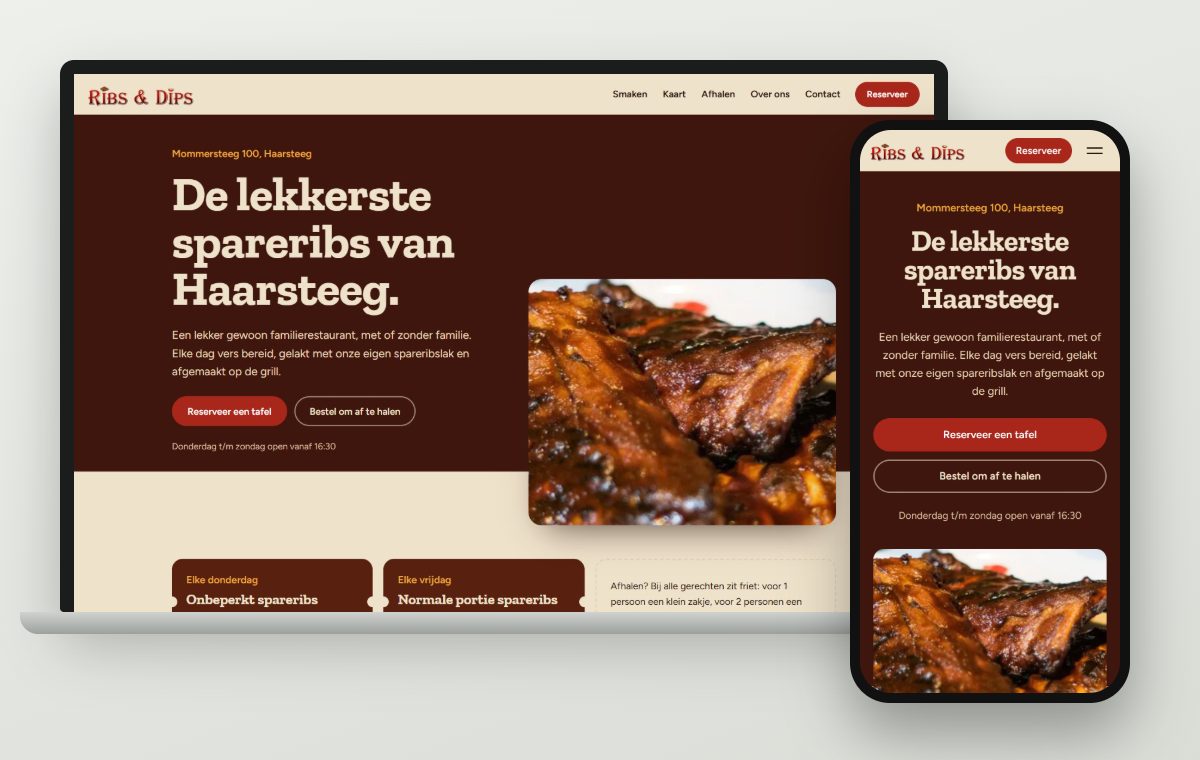 RIBS & DIPS
Smaken Kaart Afhalen Over ons Contact Reserveer
Mommersteeg 100, Haarsteeg
De lekkerste
spareribs van
Haarsteeg.
Een lekker gewoon familierestaurant, met of zonder familie.
Elke dag vers bereid, gelakt met onze eigen spareribslak en
afgemaakt op de grill.
Reserveer een tafel Bestel om af te halen
Donderdag t/m zondag open vanaf 16:30
Elke donderdag
Onbeperkt spareribs
Elke vrijdag
Normale portie spareribs
Afhalen? Bij alle gerechten zit friet: voor 1
persoon een klein zakje, voor 2 personen een
RIBS & DIPS
Reserveer
Mommersteeg 100, Haarsteeg
De lekkerste
spareribs van
Haarsteeg.
Een lekker gewoon familierestaurant, met of
zonder familie. Elke dag vers bereid, gelakt
met onze eigen spareribslak en afgemaakt op
de grill.
Reserveer een tafel
Bestel om af te halen
Donderdag t/m zondag open vanaf 16:30